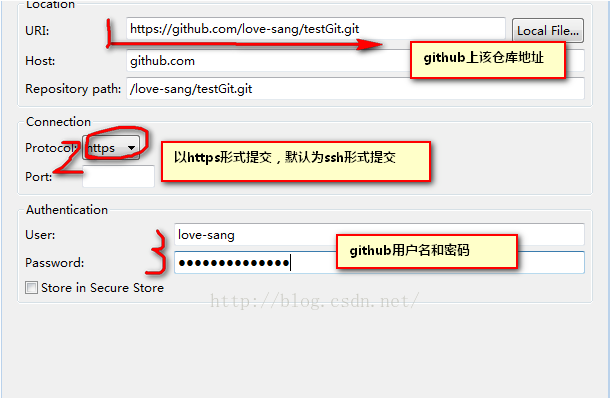 Location
URI: https://github.com/love-sang/testGit.git Local File...
github上该仓库地址
Host: github.com
Repository path: /love-sang/testGit.git
Connection
Protocol: https
以https形式提交，默认为ssh形式提交
Port:
Authentication
User: love-sang
github用户名和密码
Password: ●●●●●●●●●●●●●●
Store in Secure Store
http://blog.csdn.net/
1
2
3